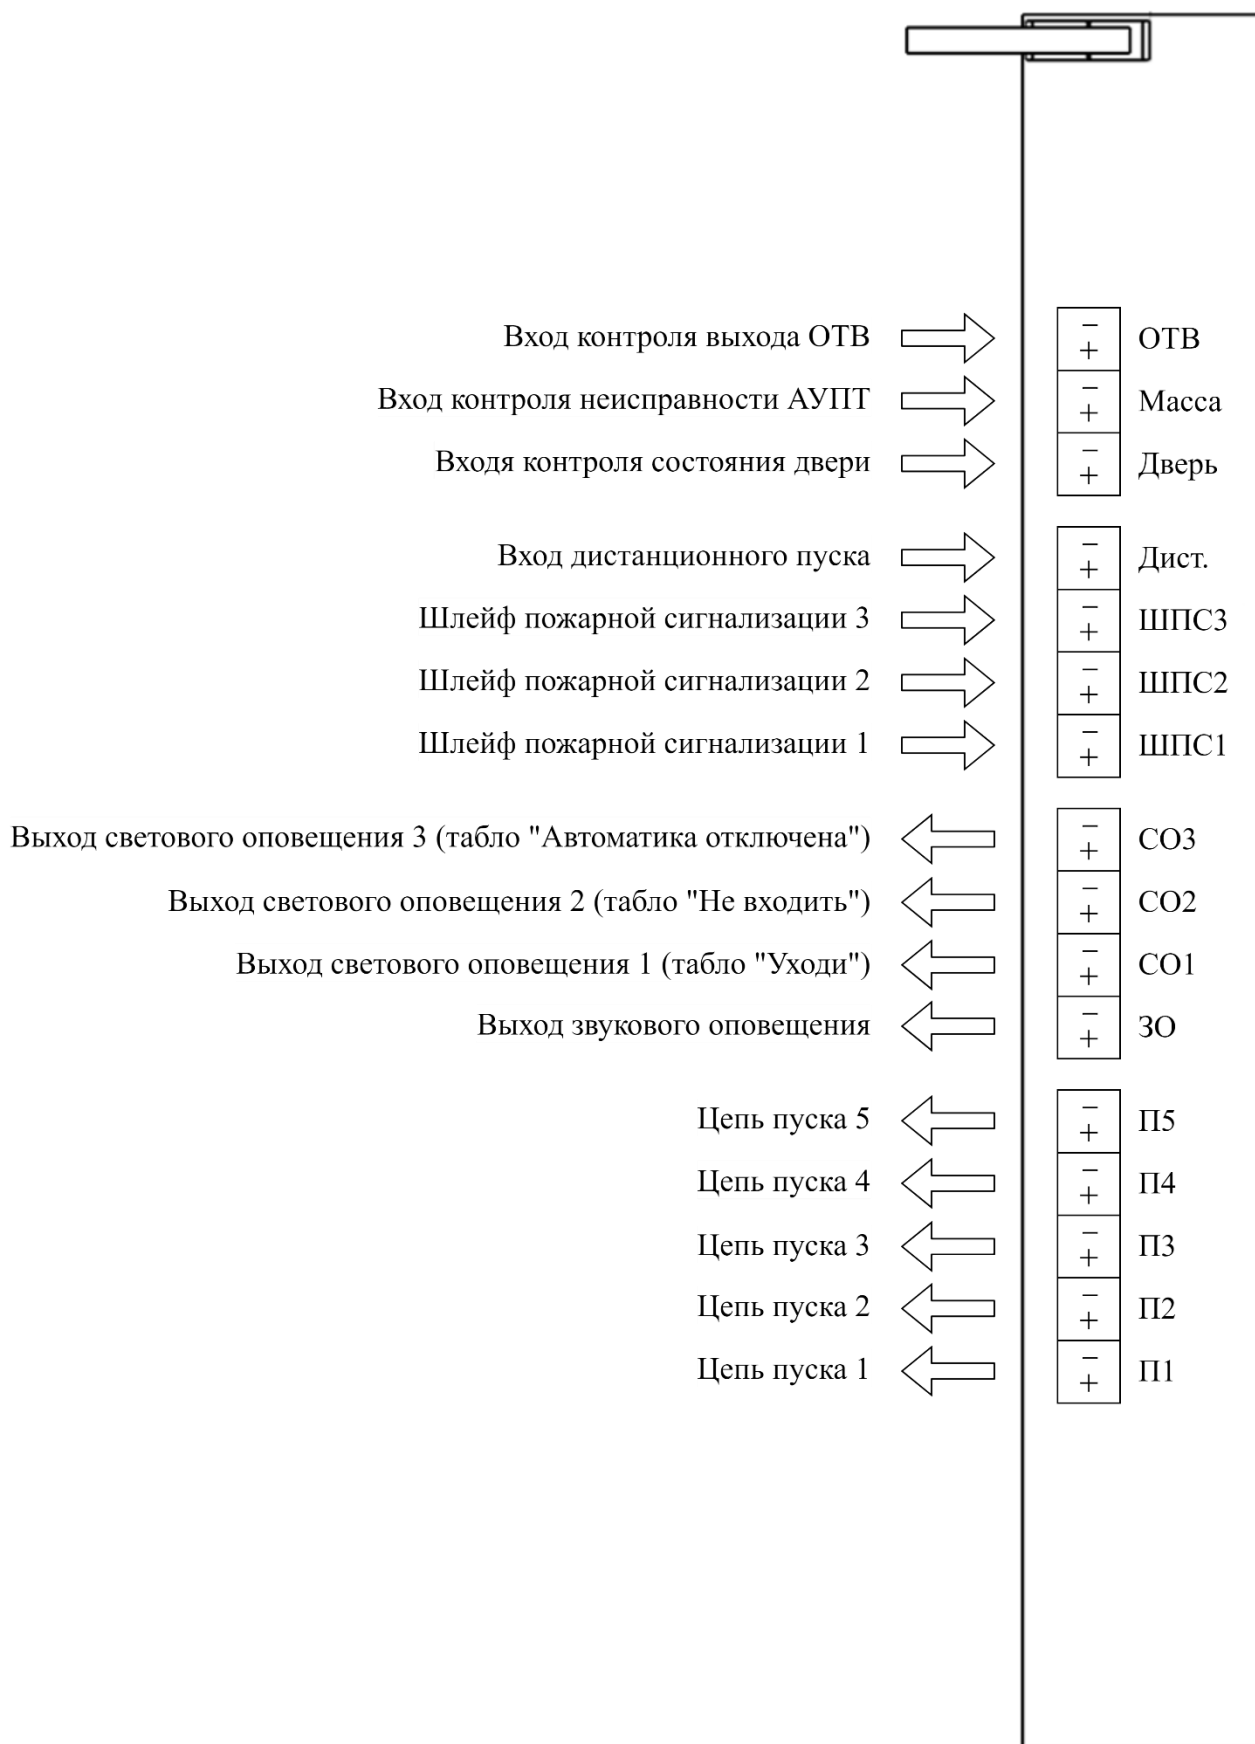 Вход контроля выхода ОТВ − + ОТВ
Вход контроля неисправности АУПТ − + Масса
Входя контроля состояния двери − + Дверь
Вход дистанционного пуска − + Дист.
Шлейф пожарной сигнализации 3 − + ШПС3
Шлейф пожарной сигнализации 2 − + ШПС2
Шлейф пожарной сигнализации 1 − + ШПС1
Выход светового оповещения 3 (табло "Автоматика отключена") − + СО3
Выход светового оповещения 2 (табло "Не входить") − + СО2
Выход светового оповещения 1 (табло "Уходи") − + СО1
Выход звукового оповещения − + ЗО
Цепь пуска 5 − + П5
Цепь пуска 4 − + П4
Цепь пуска 3 − + П3
Цепь пуска 2 − + П2
Цепь пуска 1 − + П1